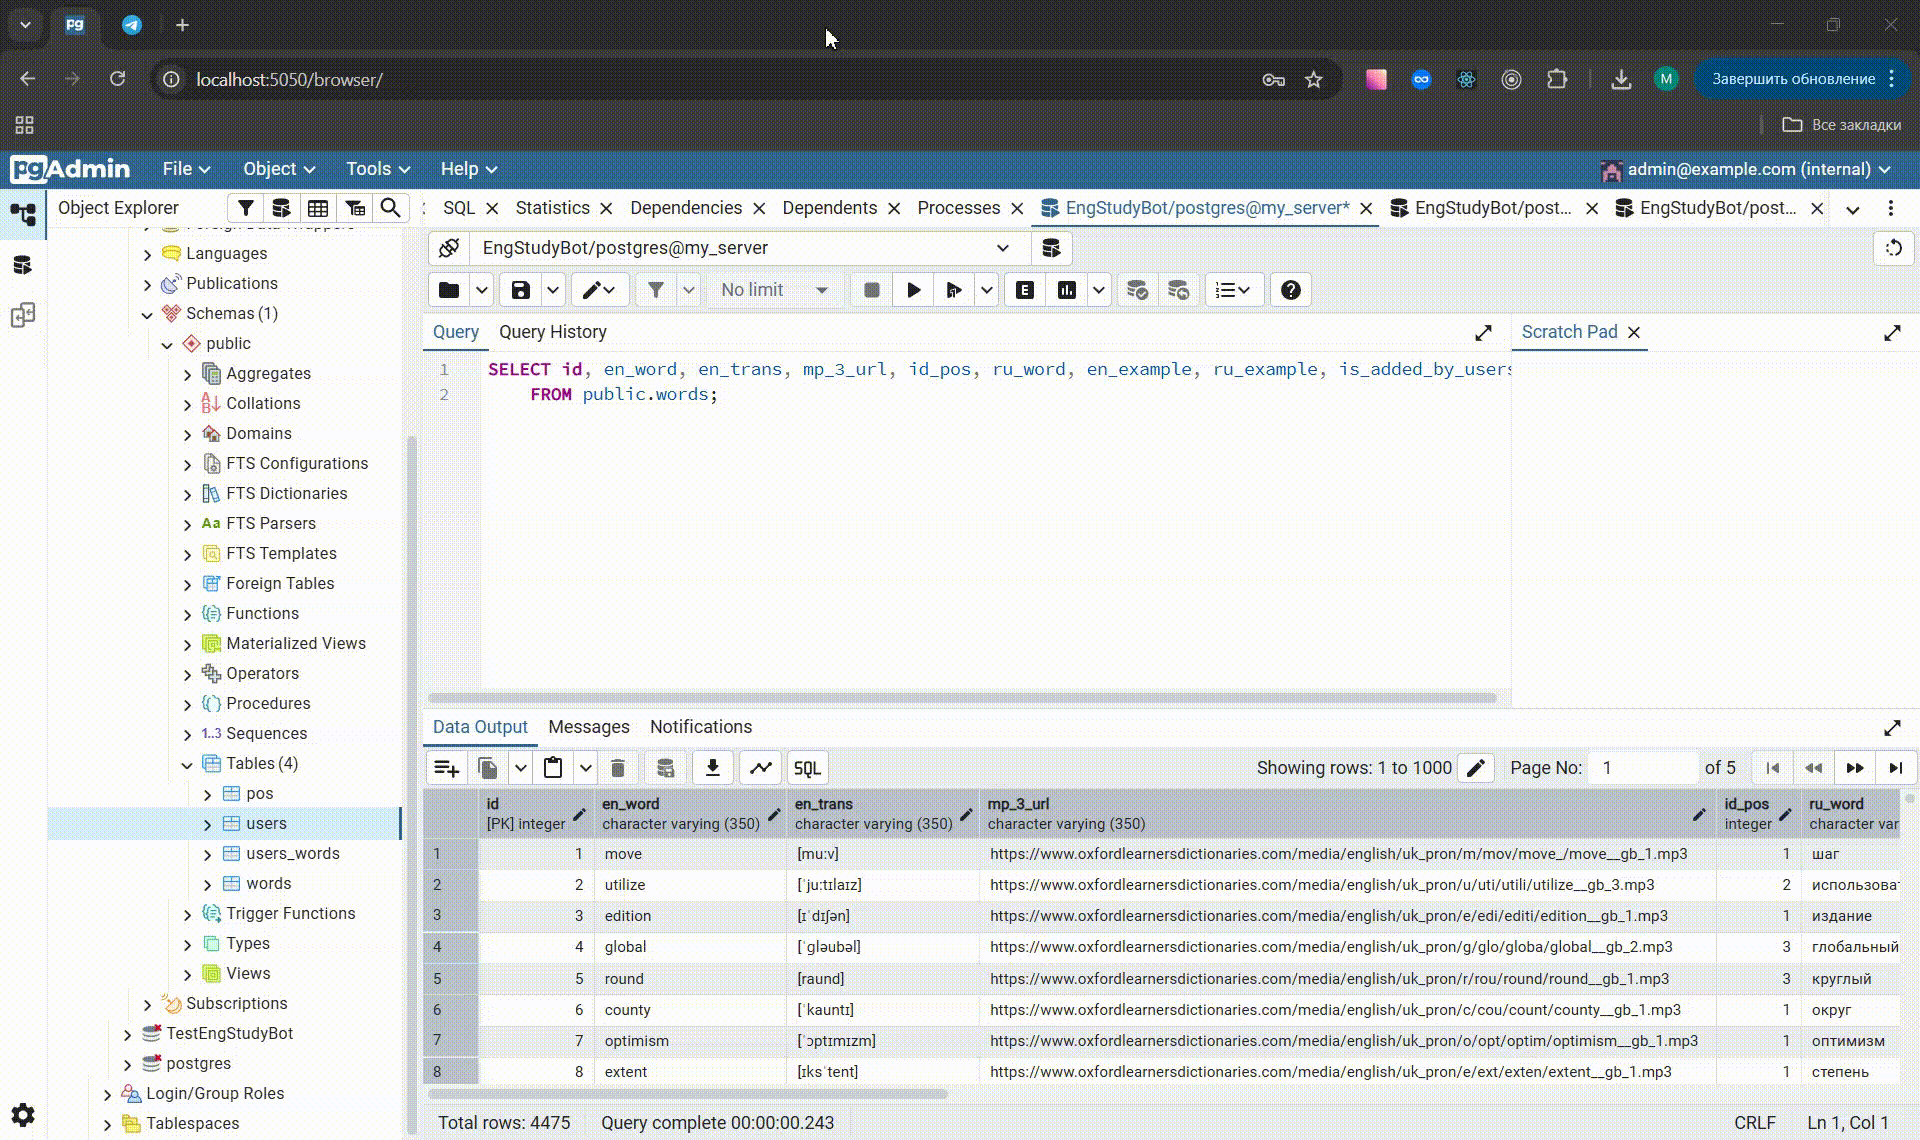 localhost:5050/browser/
M
Завершить обновление
Все закладки
pgAdmin File Object Tools Help admin@example.com (internal)
Object Explorer
SQL Statistics Dependencies Dependents Processes EngStudyBot/postgres@my_server* EngStudyBot/post... EngStudyBot/post...
EngStudyBot/postgres@my_server
No limit
E
Query Query History
Scratch Pad
1 SELECT id, en_word, en_trans, mp_3_url, id_pos, ru_word, en_example, ru_example, is_added_by_users
2 FROM public.words;
Languages
Publications
Schemas (1)
public
Aggregates
Collations
Domains
FTS Configurations
FTS Dictionaries
FTS Parsers
FTS Templates
Foreign Tables
Functions
Materialized Views
Operators
Procedures
1..3 Sequences
Tables (4)
pos
users
users_words
words
Trigger Functions
Types
Views
Subscriptions
TestEngStudyBot
postgres
Login/Group Roles
Tablespaces
Data Output Messages Notifications
SQL
Showing rows: 1 to 1000 Page No: 1 of 5
id en_word en_trans mp_3_url id_pos ru_word
[PK] integer character varying (350) character varying (350) character varying (350) integer character var
1 1 move [mu:v] https://www.oxfordlearnersdictionaries.com/media/english/uk_pron/m/mov/move_/move__gb_1.mp3 1 шаг
2 2 utilize [ˈju:tɪlaɪz] https://www.oxfordlearnersdictionaries.com/media/english/uk_pron/u/uti/utili/utilize__gb_3.mp3 2 использова
3 3 edition [ɪˈdɪʃən] https://www.oxfordlearnersdictionaries.com/media/english/uk_pron/e/edi/editi/edition__gb_1.mp3 1 издание
4 4 global [ˈgləubəl] https://www.oxfordlearnersdictionaries.com/media/english/uk_pron/g/glo/globa/global__gb_2.mp3 3 глобальный
5 5 round [raund] https://www.oxfordlearnersdictionaries.com/media/english/uk_pron/r/rou/round/round__gb_1.mp3 3 круглый
6 6 county [ˈkauntɪ] https://www.oxfordlearnersdictionaries.com/media/english/uk_pron/c/cou/count/county__gb_1.mp3 1 округ
7 7 optimism [ˈɔptɪmɪzm] https://www.oxfordlearnersdictionaries.com/media/english/uk_pron/o/opt/optim/optimism__gb_1.mp3 1 оптимизм
8 8 extent [ɪksˈtent] https://www.oxfordlearnersdictionaries.com/media/english/uk_pron/e/ext/exten/extent__gb_1.mp3 1 степень
Total rows: 4475 Query complete 00:00:00.243 CRLF Ln 1, Col 1